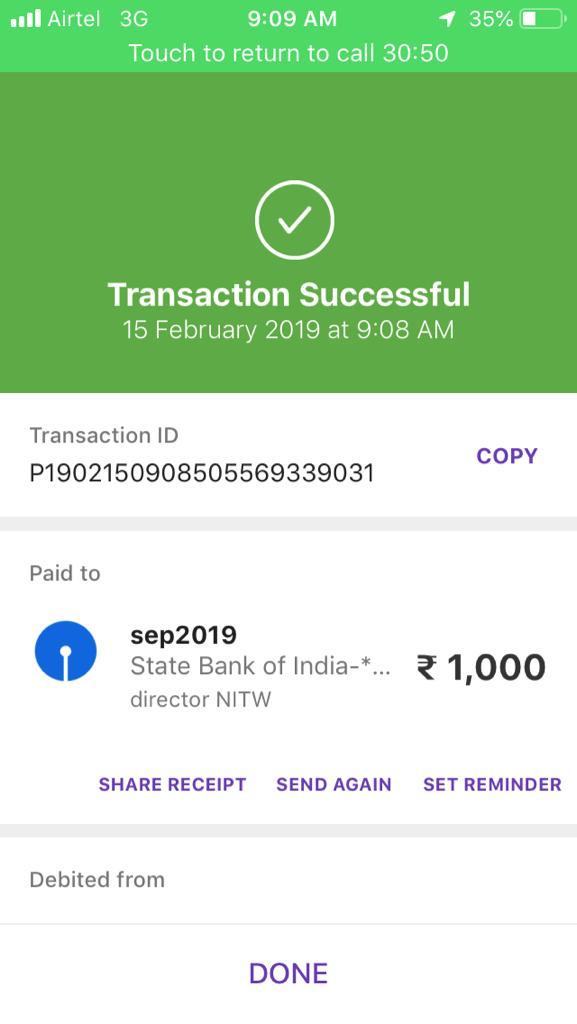 Airtel 3G 9:09 AM 35%
Touch to return to call 30:50
Transaction Successful
15 February 2019 at 9:08 AM
Transaction ID
P1902150908505569339031
COPY
Paid to
sep2019
State Bank of India-*...
director NITW
₹ 1,000
SHARE RECEIPT SEND AGAIN SET REMINDER
Debited from
DONE